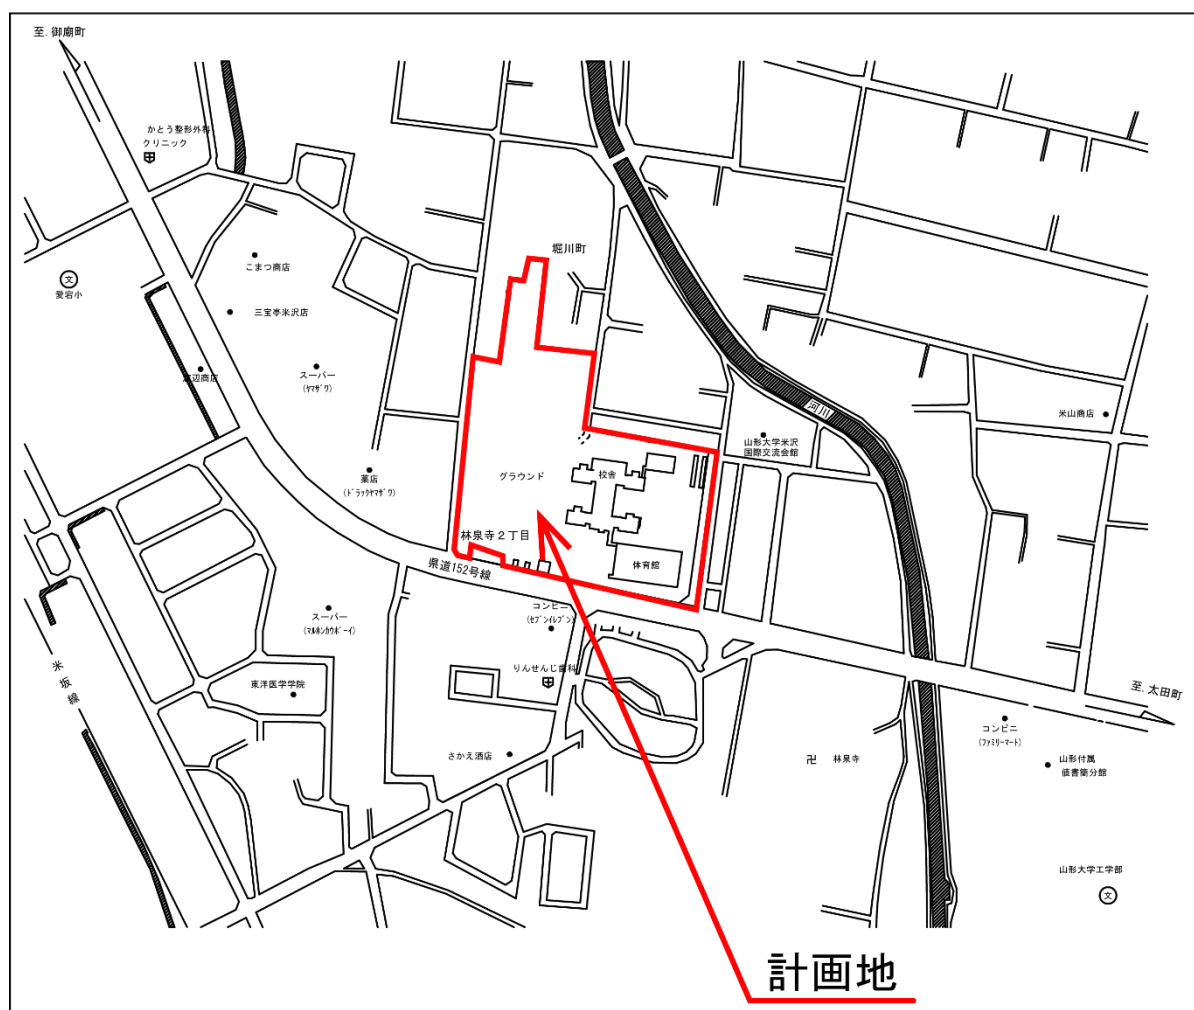 至.御廟町
かとう整形外科
クリニック
堀川町
こまつ商店
文
愛宕小
三宝亭米沢店
スーパー
(ﾔﾏｻﾞﾜ)
渡辺商店
河川
米山商店
山形大学米沢
国際交流会館
薬店
(ﾄﾞﾗｯｸﾔﾏｻﾞﾜ)
グラウンド
校舎
林泉寺2丁目
体育館
県道152号線
コンビニ
(ｾﾌﾞﾝｲﾚﾌﾞﾝ)
スーパー
(ﾏﾙﾎﾝｶｳﾎﾞｰｲ)
米坂線
りんせんじ歯科
東洋医学学院
至.太田町
コンビニ
(ﾌｧﾐﾘｰﾏｰﾄ)
さかえ酒店
卍 林泉寺
山形付属
値書簡分館
山形大学工学部
文
計画地